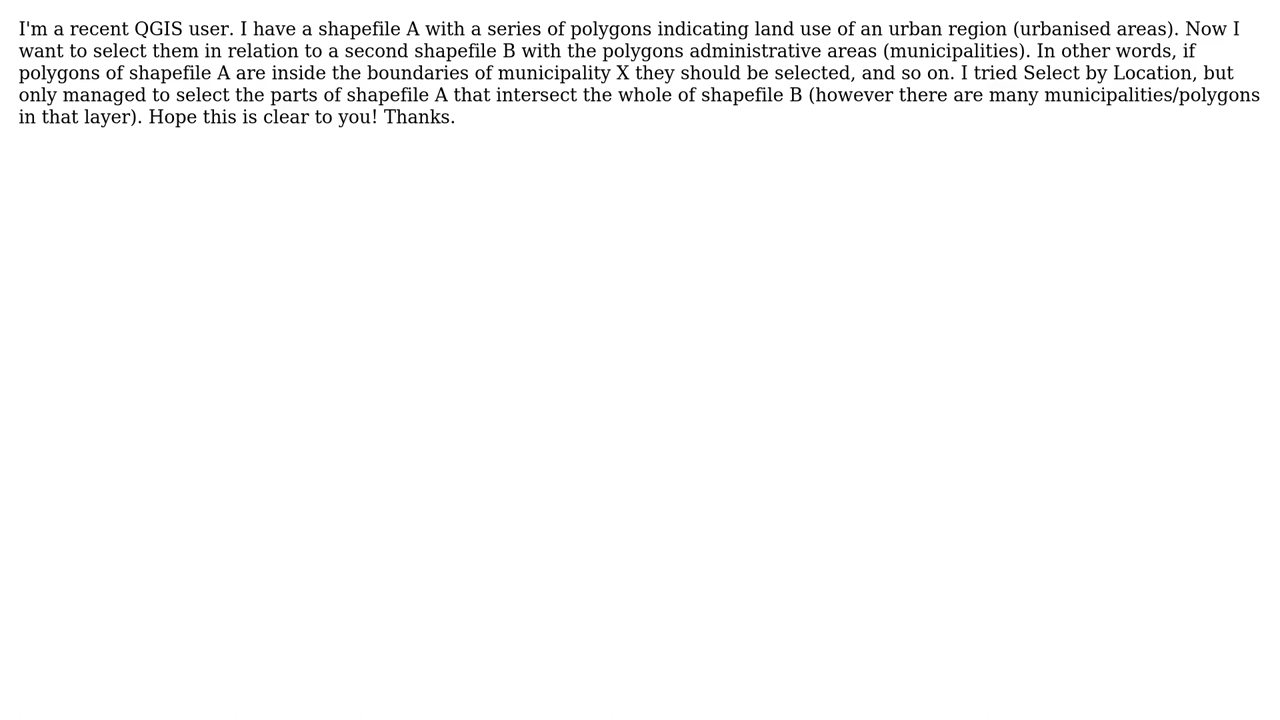 I'm a recent QGIS user. I have a shapefile A with a series of polygons indicating land use of an urban region (urbanised areas). Now I
want to select them in relation to a second shapefile B with the polygons administrative areas (municipalities). In other words, if
polygons of shapefile A are inside the boundaries of municipality X they should be selected, and so on. I tried Select by Location, but
only managed to select the parts of shapefile A that intersect the whole of shapefile B (however there are many municipalities/polygons
in that layer). Hope this is clear to you! Thanks.